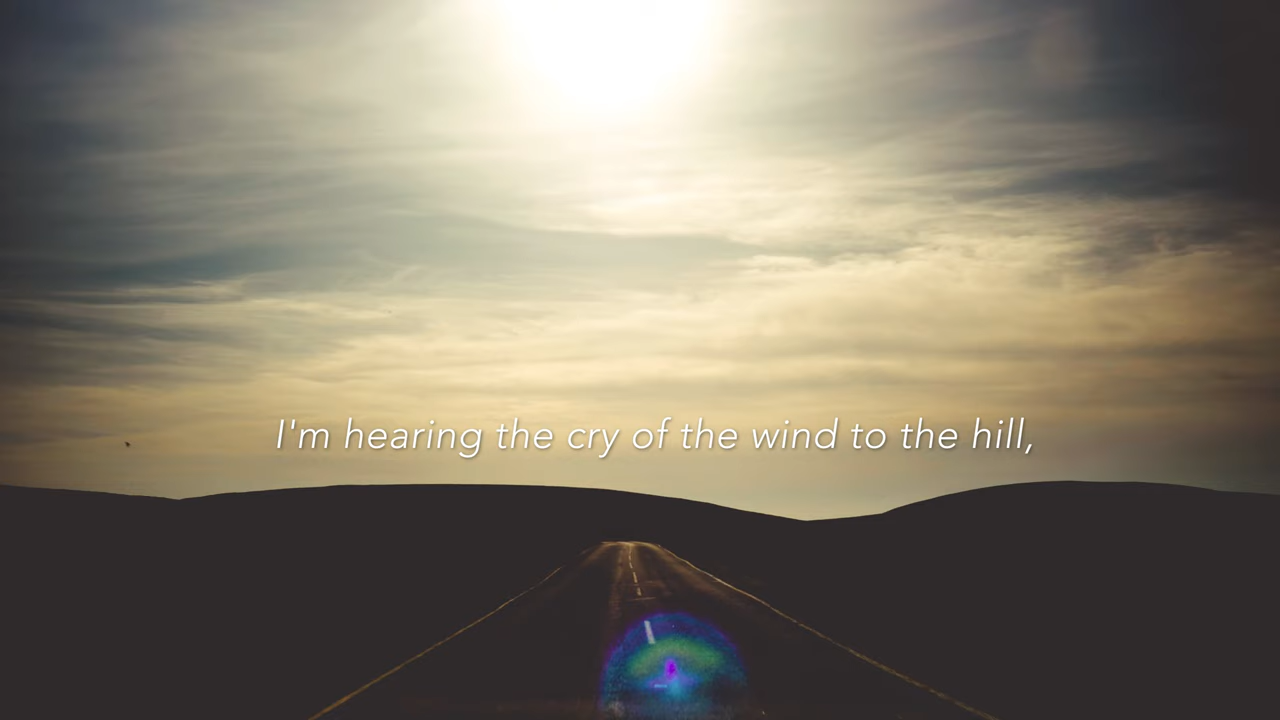 I'm hearing the cry of the wind to the hill,